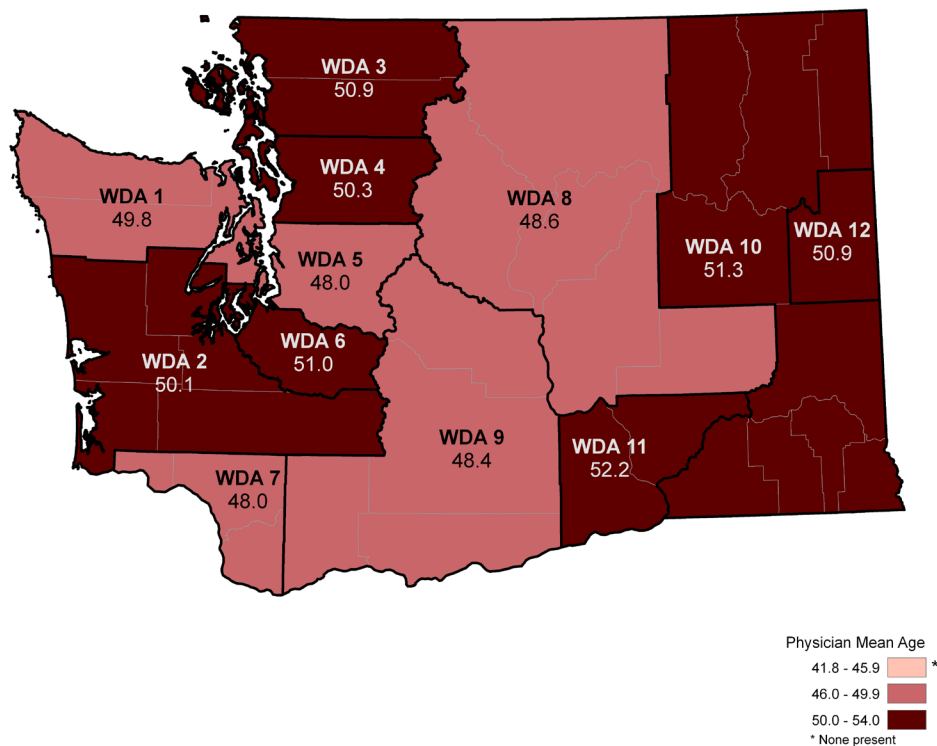 WDA 3
50.9
WDA 4
50.3
WDA 1
49.8
WDA 8
48.6
WDA 10
51.3
WDA 12
50.9
WDA 5
48.0
WDA 6
51.0
WDA 2
50.1
WDA 9
48.4
WDA 11
52.2
WDA 7
48.0
Physician Mean Age
41.8 - 45.9 *
46.0 - 49.9
50.0 - 54.0
* None present